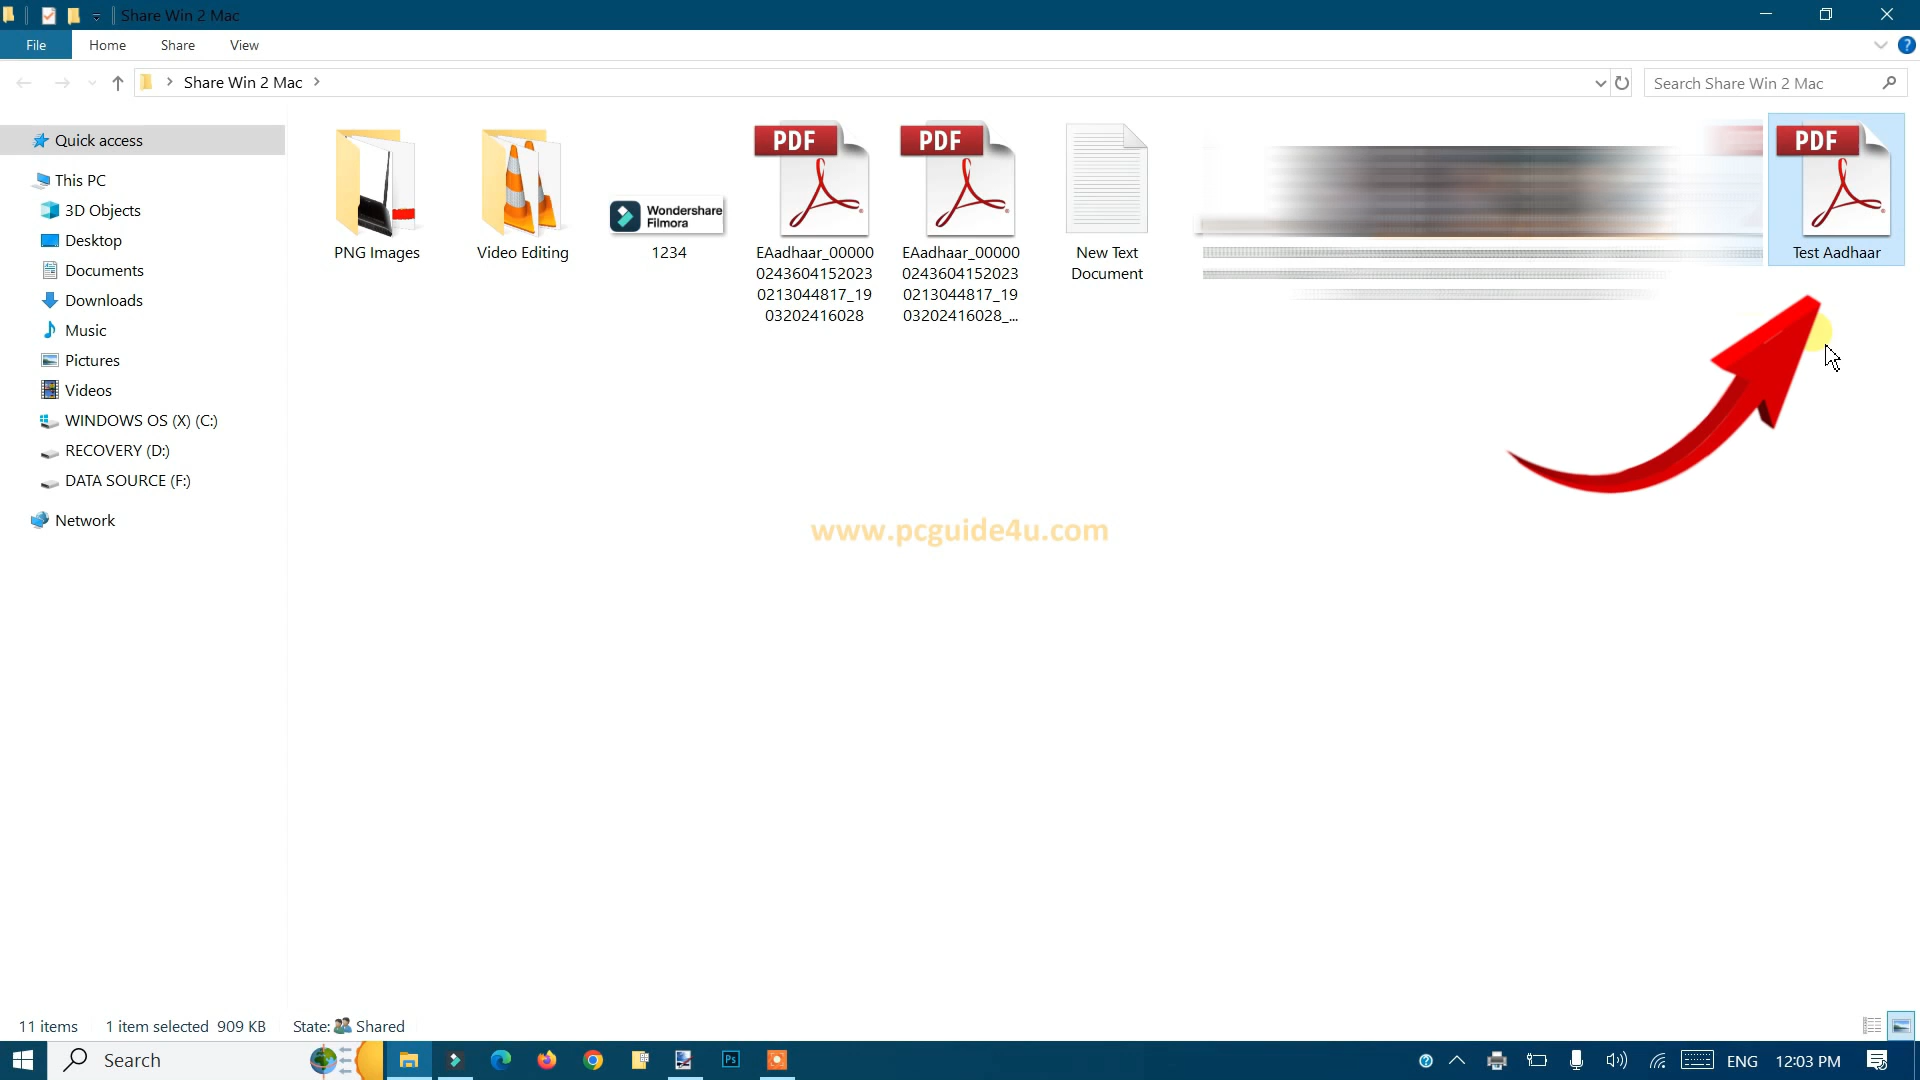 Share Win 2 Mac
File Home Share View
Share Win 2 Mac
Search Share Win 2 Mac
Quick access
This PC
3D Objects
Desktop
Documents
Downloads
Music
Pictures
Videos
WINDOWS OS (X) (C:)
RECOVERY (D:)
DATA SOURCE (F:)
Network
PNG Images
Video Editing
Wondershare
Filmora
1234
PDF
EAadhaar_00000
0243604152023
0213044817_19
03202416028
PDF
EAadhaar_00000
0243604152023
0213044817_19
03202416028_...
New Text
Document
PDF
Test Aadhaar
www.pcguide4u.com
11 items 1 item selected 909 KB State: Shared
Search
Ps
ENG 12:03 PM